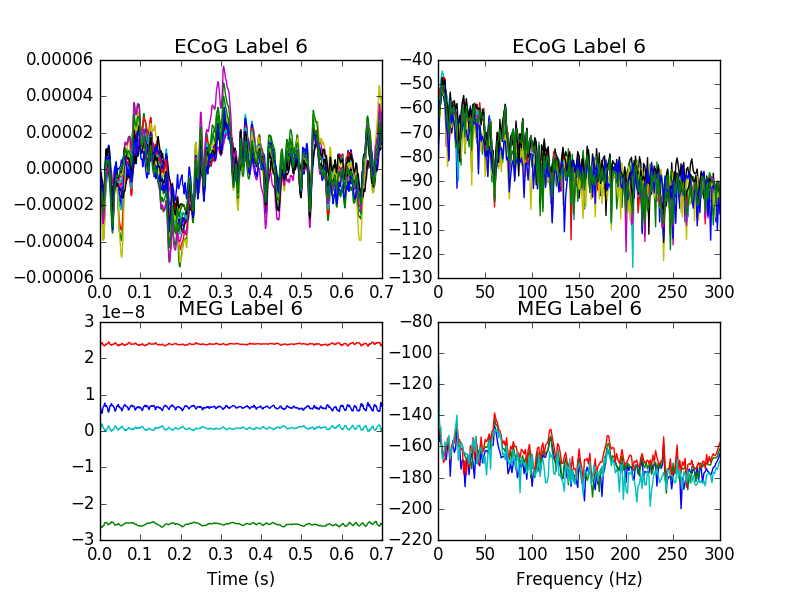 ECoG Label 6
ECoG Label 6
0.00006
0.00004
0.00002
0.00000
−0.00002
−0.00004
−0.00006
0.0 0.1 0.2 0.3 0.4 0.5 0.6 0.7
−40
−50
−60
−70
−80
−90
−100
−110
−120
−130
0 50 100 150 200 250 300
1e−8
MEG Label 6
MEG Label 6
3
2
1
0
−1
−2
−3
0.0 0.1 0.2 0.3 0.4 0.5 0.6 0.7
Time (s)
−80
−100
−120
−140
−160
−180
−200
−220
0 50 100 150 200 250 300
Frequency (Hz)